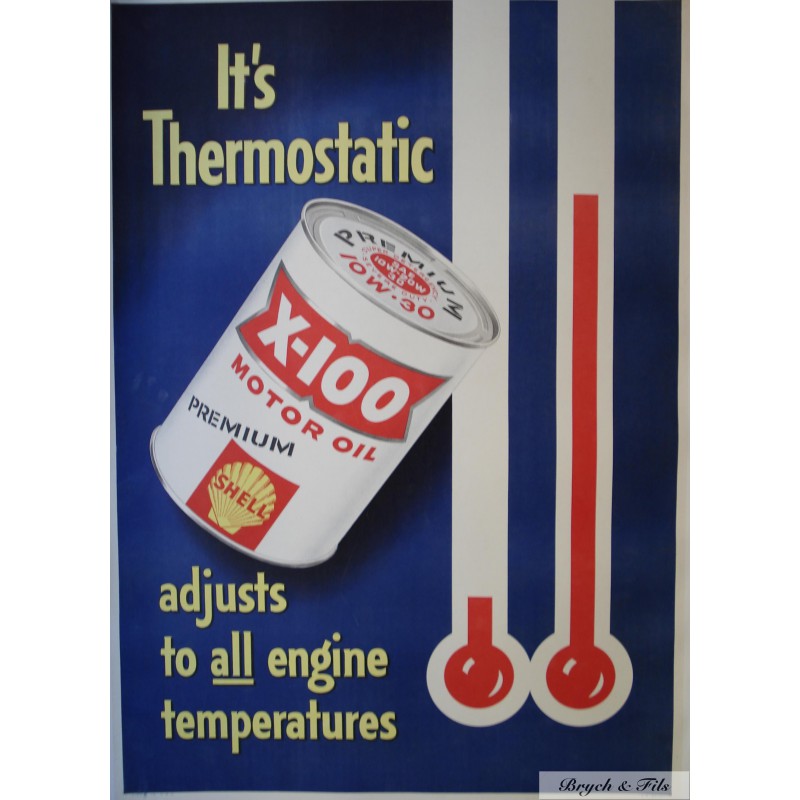 It's
Thermostatic
PREMIUM
10W-30
X-100
MOTOR OIL
PREMIUM
SHELL
adjusts
to all engine
temperatures
Brych & Fils